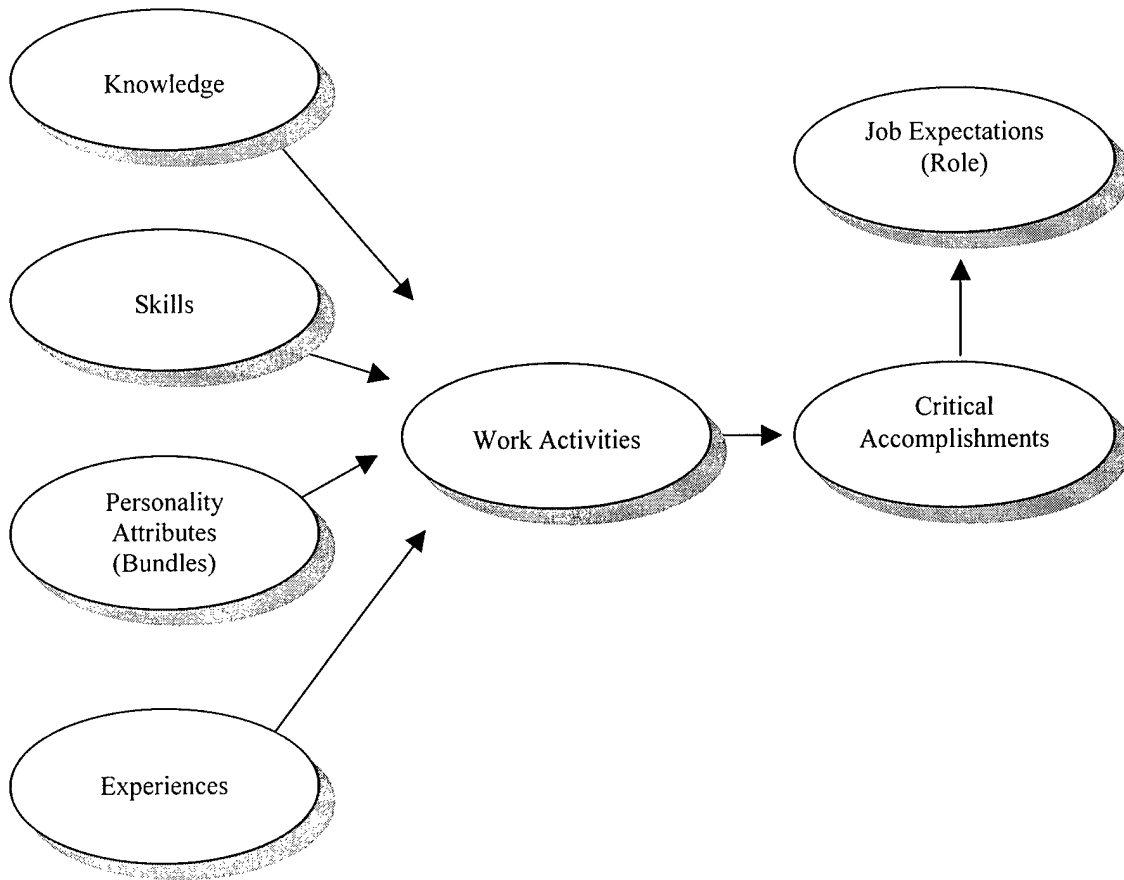 Knowledge
Skills
Personality
Attributes
(Bundles)
Experiences
Work Activities
Job Expectations
(Role)
Critical
Accomplishments